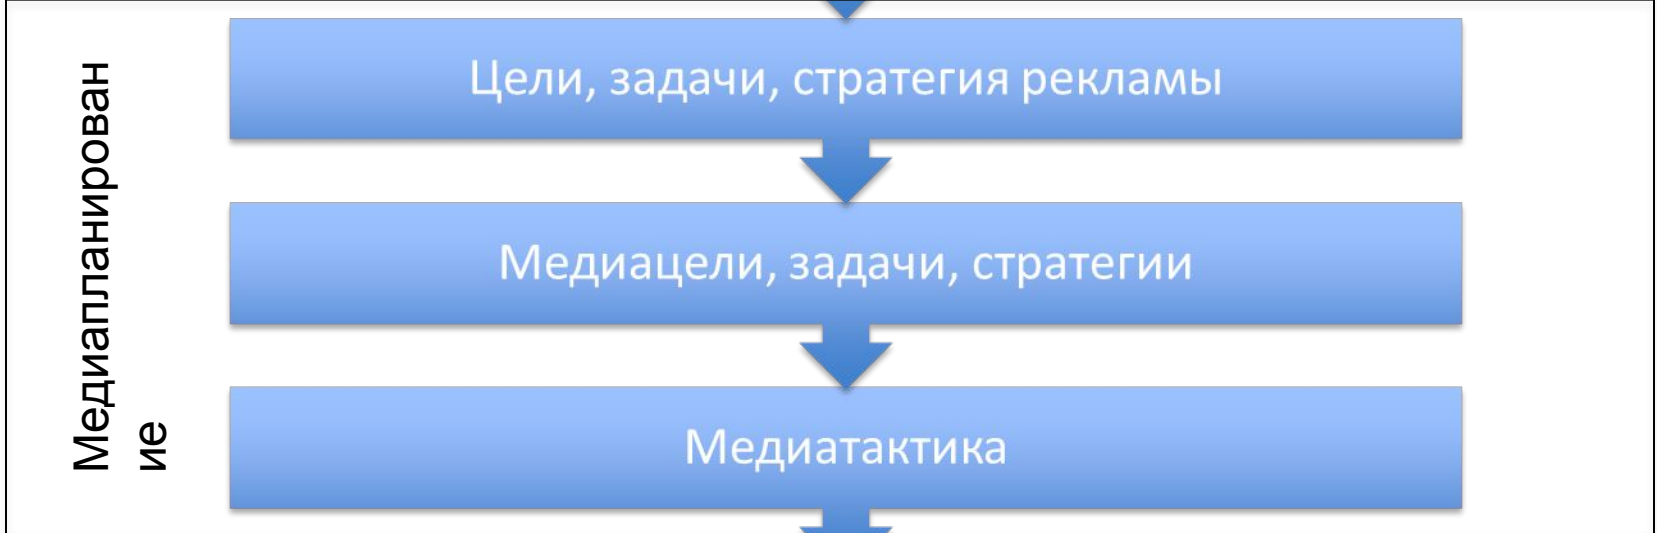 Медиапланирован
ие
Цели, задачи, стратегия рекламы
Медиацели, задачи, стратегии
Медиатактика